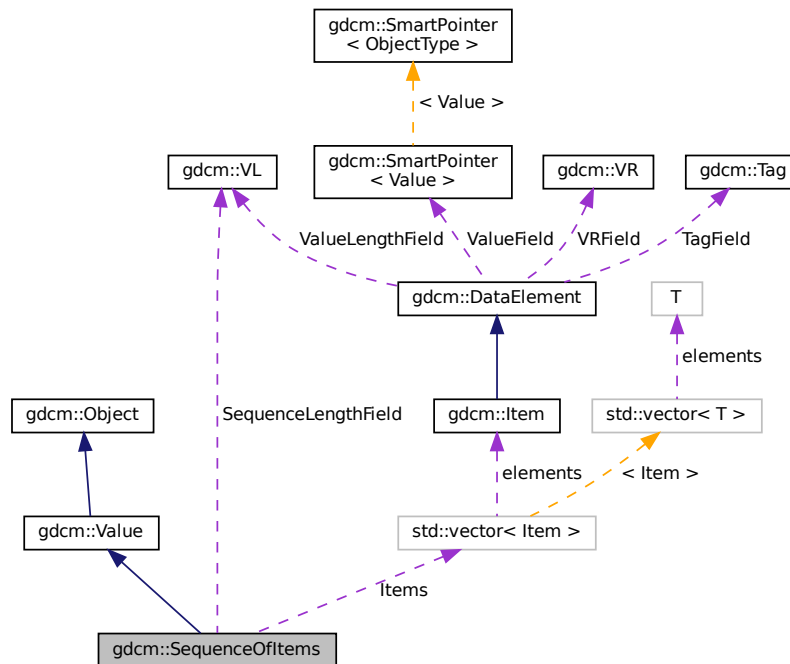 gdcm::SmartPointer
< ObjectType >
< Value >
gdcm::VL
gdcm::SmartPointer
< Value >
gdcm::VR
gdcm::Tag
ValueLengthField
ValueField
VRField
TagField
gdcm::DataElement
T
elements
gdcm::Object
SequenceLengthField
gdcm::Item
std::vector< T >
elements
< Item >
gdcm::Value
std::vector< Item >
Items
gdcm::SequenceOfItems